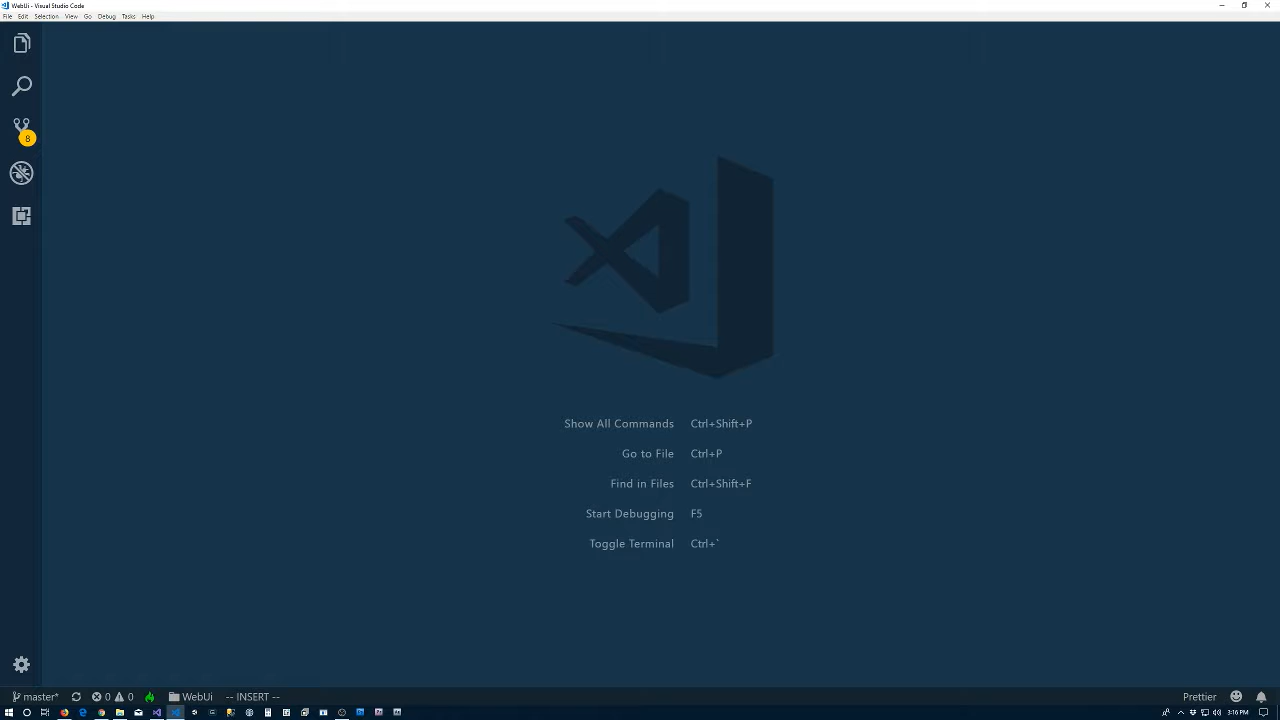 WebUi - Visual Studio Code
File Edit Selection View Go Debug Tasks Help
8
Show All Commands Ctrl+Shift+P
Go to File Ctrl+P
Find in Files Ctrl+Shift+F
Start Debugging F5
Toggle Terminal Ctrl+`
master* 0 0 WebUi -- INSERT -- Prettier
3:16 PM